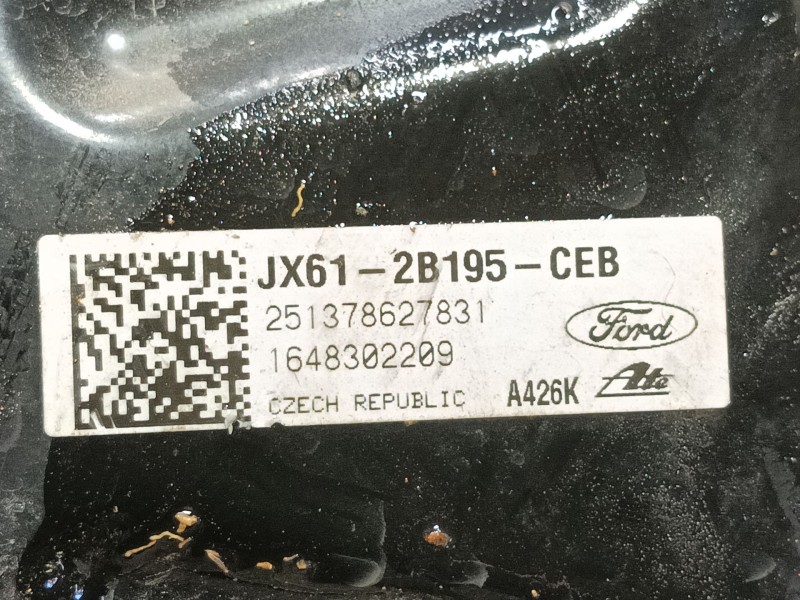 JX61-2B195-CEB
251378627831
1648302209
Ford
CZECH REPUBLIC A426K Ate